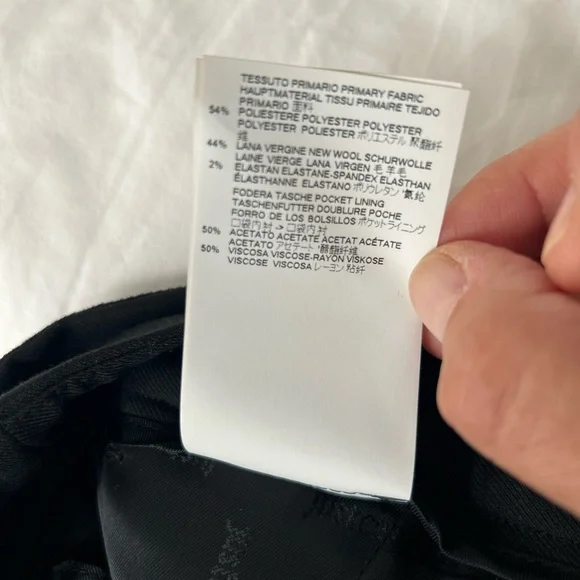 TESSUTO PRIMARIO PRIMARY FABRIC
HAUPTMATERIAL TISSU PRIMAIRE TEJIDO
PRIMARIO 面料
54% POLIESTERE POLYESTER POLYESTER
POLYESTER POLIESTER ポリエステル 聚酯纤
维
44% LANA VERGINE NEW WOOL SCHURWOLLE
LAINE VIERGE LANA VIRGEN 毛羊毛
2% ELASTAN ELASTANE-SPANDEX ELASTHAN
ÉLASTHANNE ELASTANO ポリウレタン 氨纶
FODERA TASCHE POCKET LINING
TASCHENFUTTER DOUBLURE POCHE
FORRO DE LOS BOLSILLOS ポケットライニング
口袋内衬 -> 口袋内衬
50% ACETATO ACETATE ACETAT ACÉTATE
ACETATO アセテート 醋酯纤维
50% VISCOSA VISCOSE-RAYON VISKOSE
VISCOSE VISCOSA レーヨン 粘纤